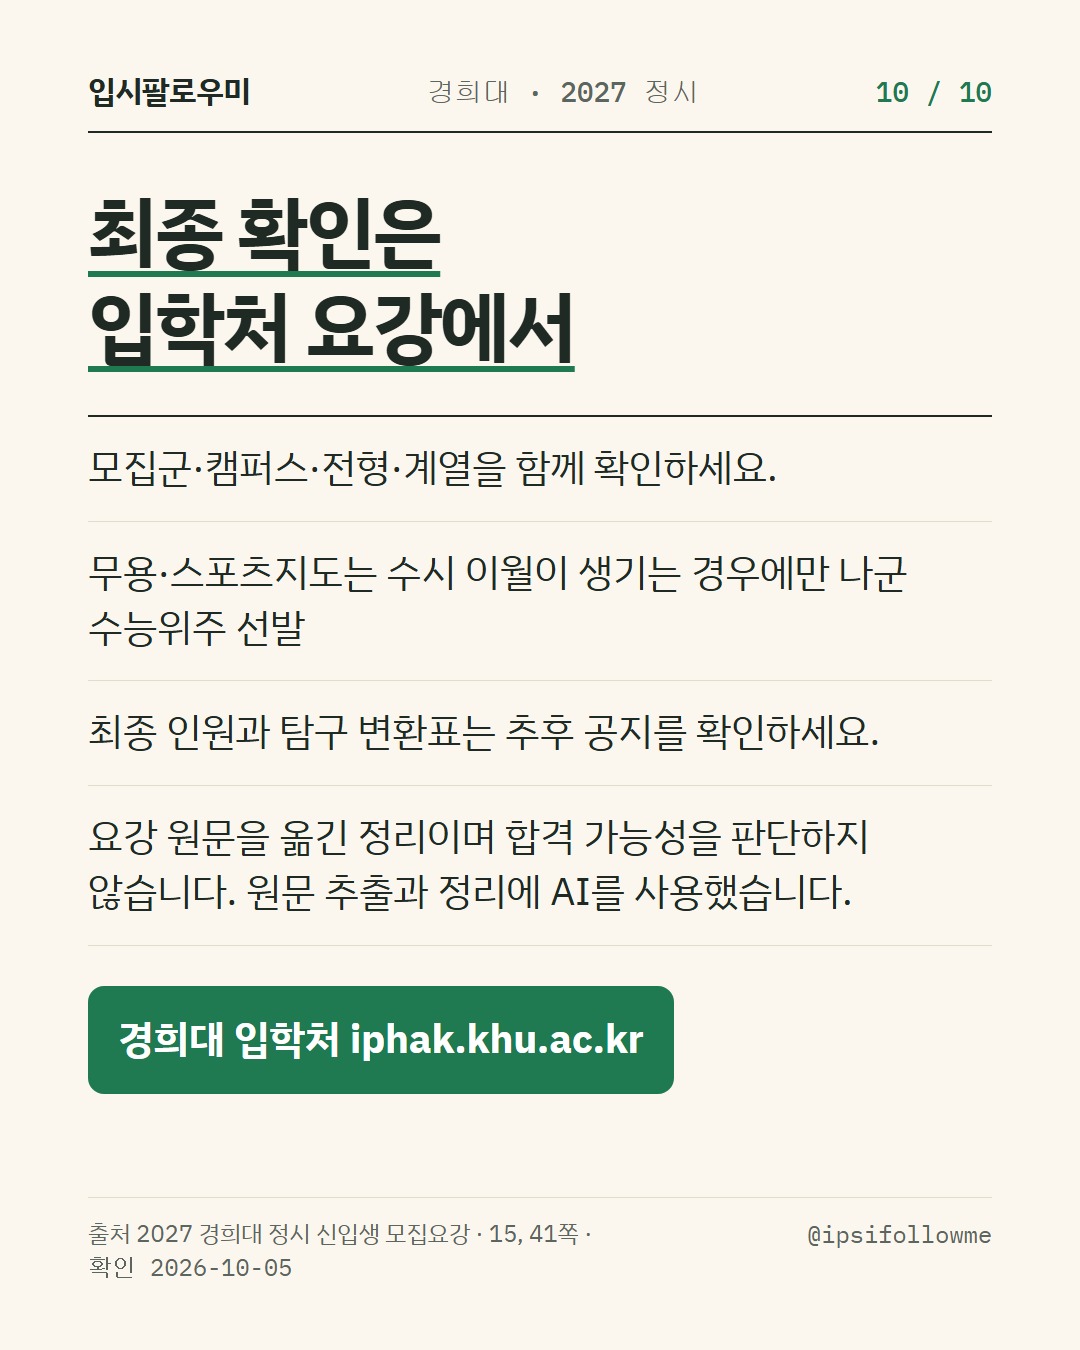 입시팔로우미
경희대 · 2027 정시
10 / 10
최종 확인은
입학처 요강에서
모집군·캠퍼스·전형·계열을 함께 확인하세요.
무용·스포츠지도는 수시 이월이 생기는 경우에만 나군
수능위주 선발
최종 인원과 탐구 변환표는 추후 공지를 확인하세요.
요강 원문을 옮긴 정리이며 합격 가능성을 판단하지
않습니다. 원문 추출과 정리에 AI를 사용했습니다.
경희대 입학처 iphak.khu.ac.kr
출처 2027 경희대 정시 신입생 모집요강 · 15, 41쪽 ·
확인 2026-10-05
@ipsifollowme